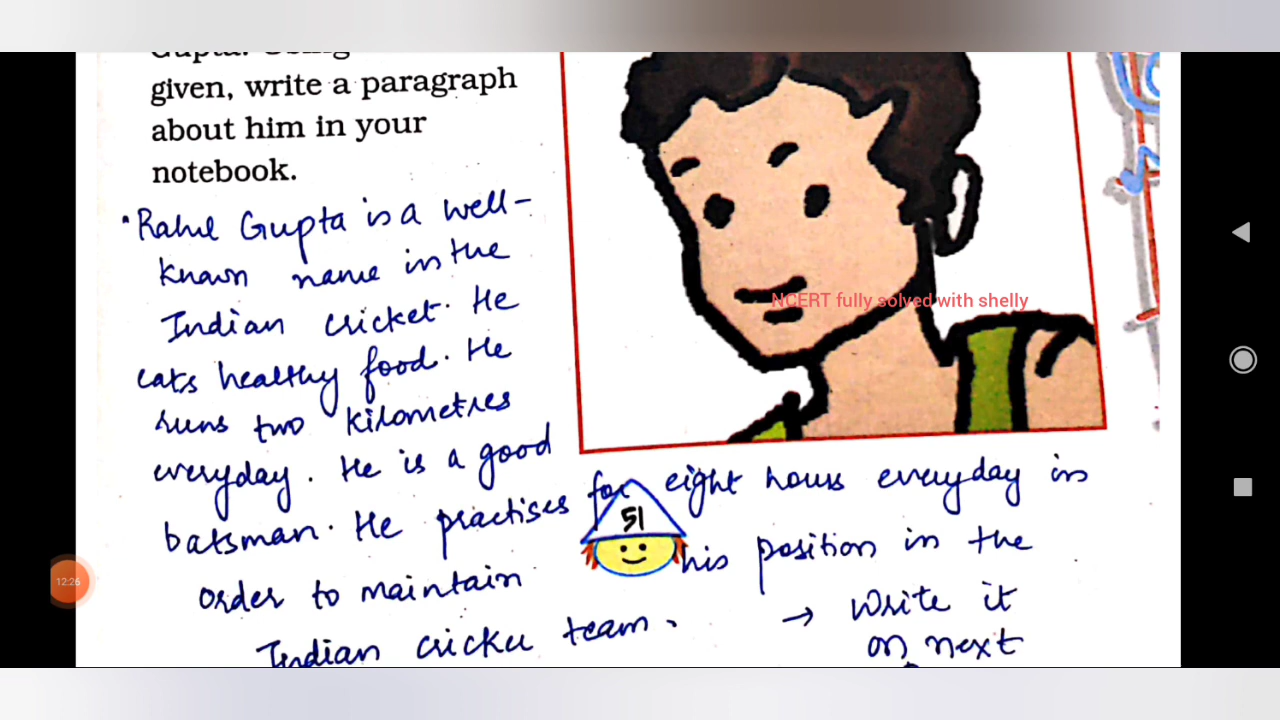 given, write a paragraph
about him in your
notebook.
Rahul Gupta is a well-
known name in the
Indian cricket. He
eats healthy food. He
runs two kilometres
everyday. He is a good
batsman. He practises for eight hours everyday in
order to maintain his position in the
Indian cricket team.
→ Write it
on next
NCERT fully solved with shelly
51
12:26